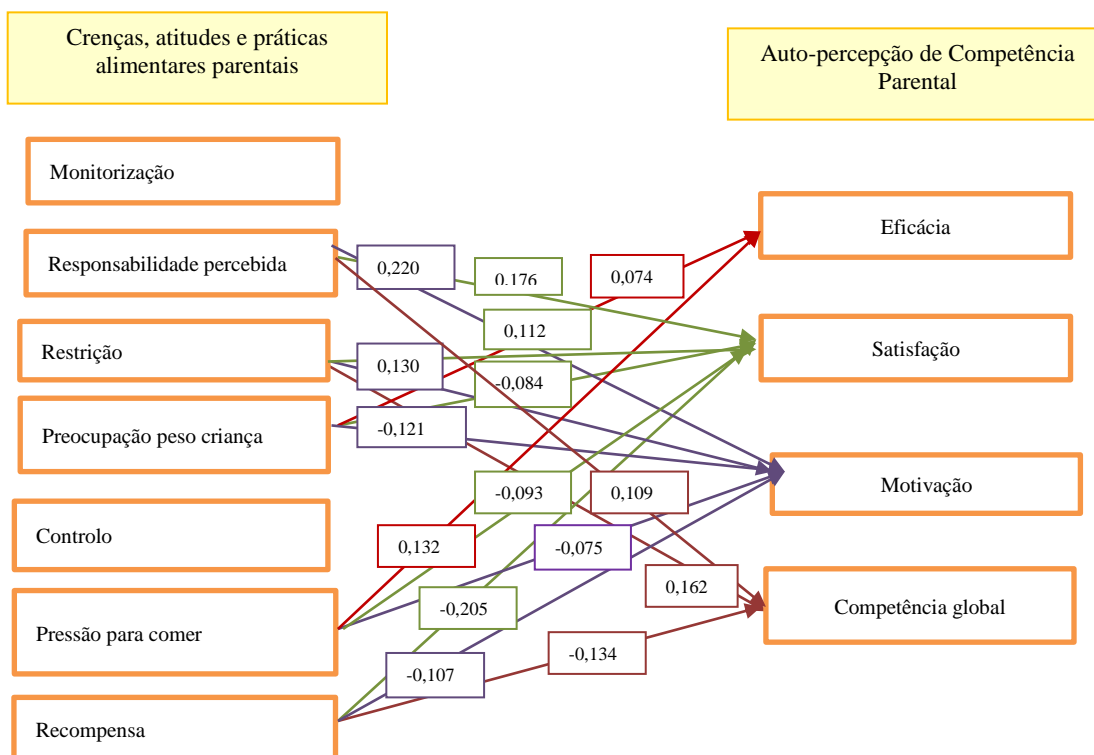 Crenças, atitudes e práticas
alimentares parentais
Auto-percepção de Competência
Parental
Monitorização
Responsabilidade percebida
Restrição
Preocupação peso criança
Controlo
Pressão para comer
Recompensa
Eficácia
Satisfação
Motivação
Competência global
0,220
0,176
0,074
0,112
0,130
-0,084
-0,121
-0,093
0,109
0,132
-0,075
0,162
-0,205
-0,134
-0,107